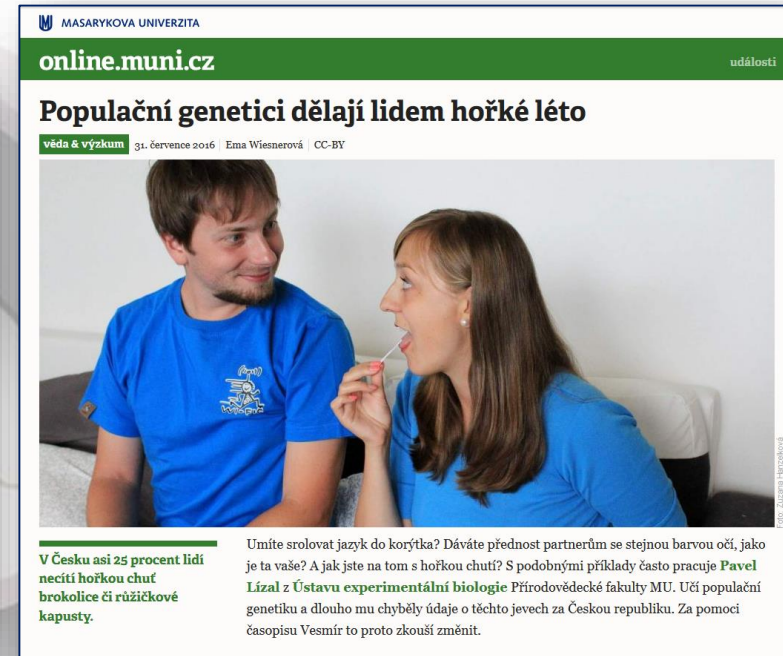 MASARYKOVA UNIVERZITA
online.muni.cz
události
Populační genetici dělají lidem hořké léto
věda & výzkum 31. července 2016 Ema Wiesnerová CC-BY
Foto: Zuzana Hanzelková
V Česku asi 25 procent lidí
necítí hořkou chuť
brokolice či růžičkové
kapusty.
Umíte srolovat jazyk do korýtka? Dáváte přednost partnerům se stejnou barvou očí, jako
je ta vaše? A jak jste na tom s hořkou chutí? S podobnými příklady často pracuje Pavel
Lízal z Ústavu experimentální biologie Přírodovědecké fakulty MU. Učí populační
genetiku a dlouho mu chyběly údaje o těchto jevech za Českou republiku. Za pomoci
časopisu Vesmír to proto zkouší změnit.